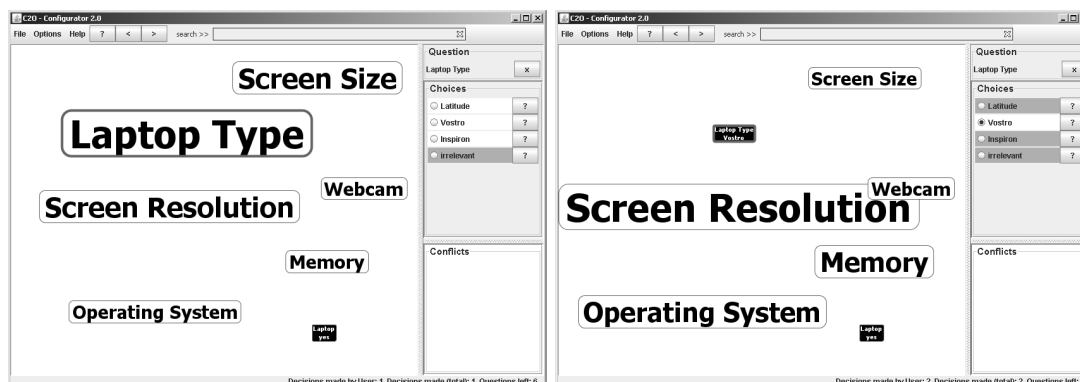 C2O - Configurator 2.0
File Options Help ? < > search >>
Screen Size
Laptop Type
Webcam
Screen Resolution
Memory
Operating System
Laptop
yes
Question
Laptop Type x
Choices
Latitude ?
Vostro ?
Inspiron ?
irrelevant ?
Conflicts
Decisions made by User: 1, Decisions made (total): 1, Questions left: 6
C2O - Configurator 2.0
File Options Help ? < > search >>
Screen Size
Laptop Type
Vostro
Webcam
Screen Resolution
Memory
Operating System
Laptop
yes
Question
Laptop Type x
Choices
Latitude ?
Vostro ?
Inspiron ?
irrelevant ?
Conflicts
Decisions made by User: 2, Decisions made (total): 2, Questions left: